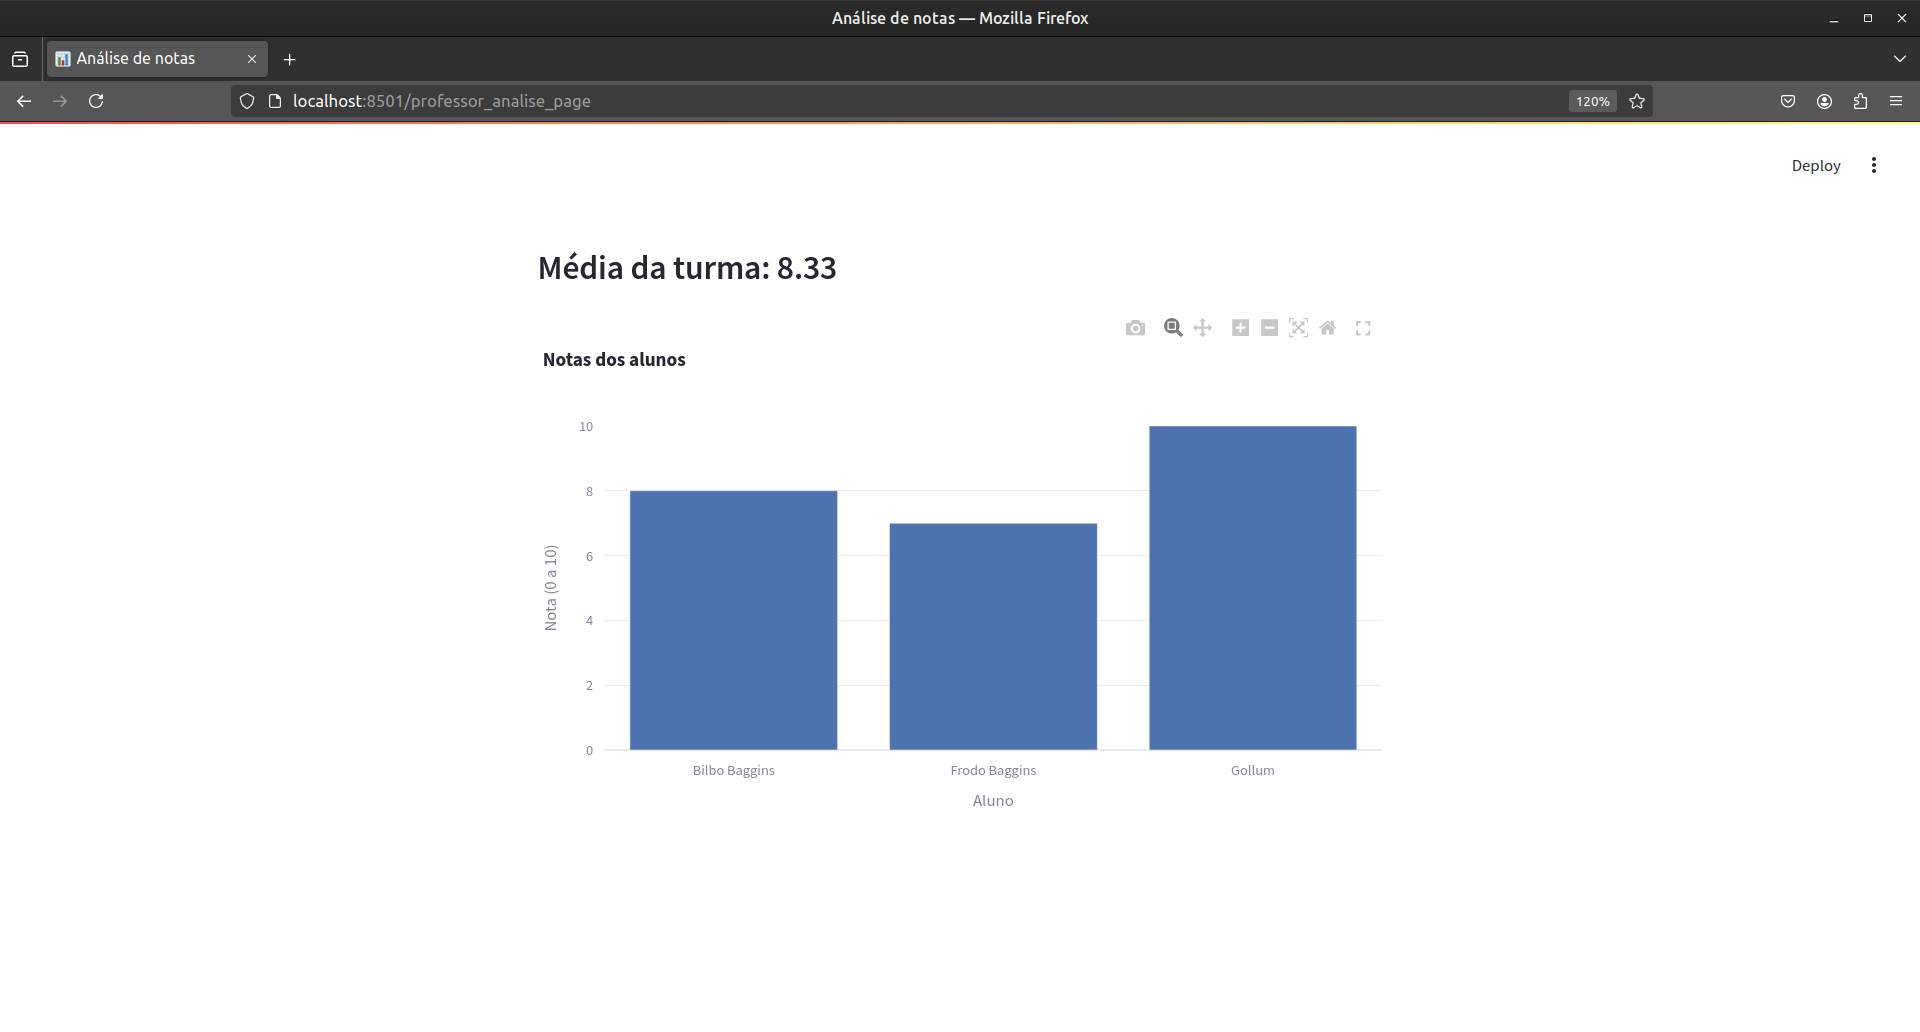 Análise de notas — Mozilla Firefox
Análise de notas
localhost:8501/professor_analise_page
120%
Deploy
Média da turma: 8.33
Notas dos alunos
10
8
6
4
2
0
Nota (0 a 10)
Bilbo Baggins
Frodo Baggins
Gollum
Aluno